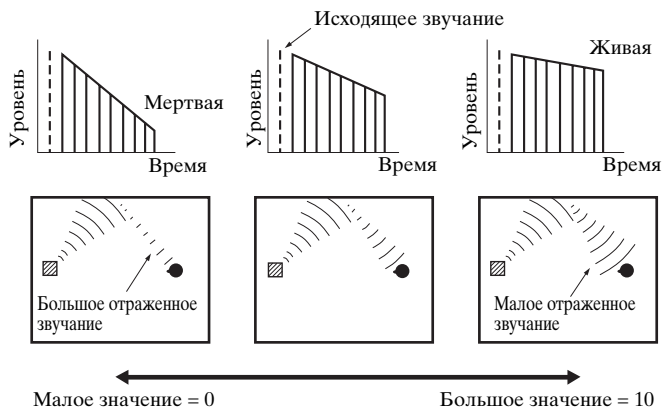 Исходящее звучание
Уровень
Мертвая
Время
Уровень
Время
Уровень
Живая
Время
Большое отраженное
звучание
Малое отраженное
звучание
Малое значение = 0
Большое значение = 10